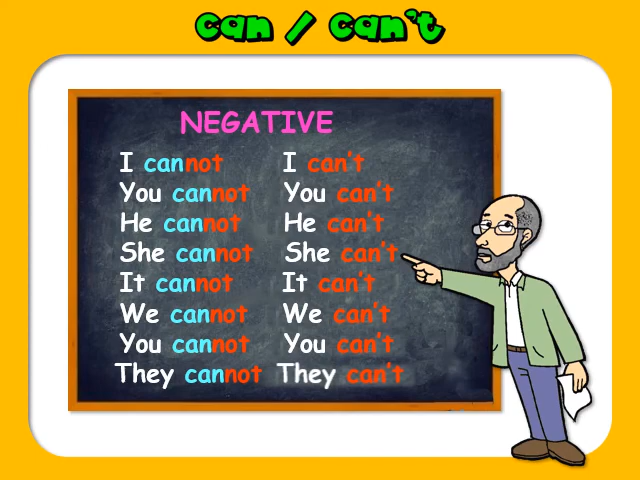 can / can't
NEGATIVE
I cannot I can't
You cannot You can't
He cannot He can't
She cannot She can't
It cannot It can't
We cannot We can't
You cannot You can't
They cannot They can't